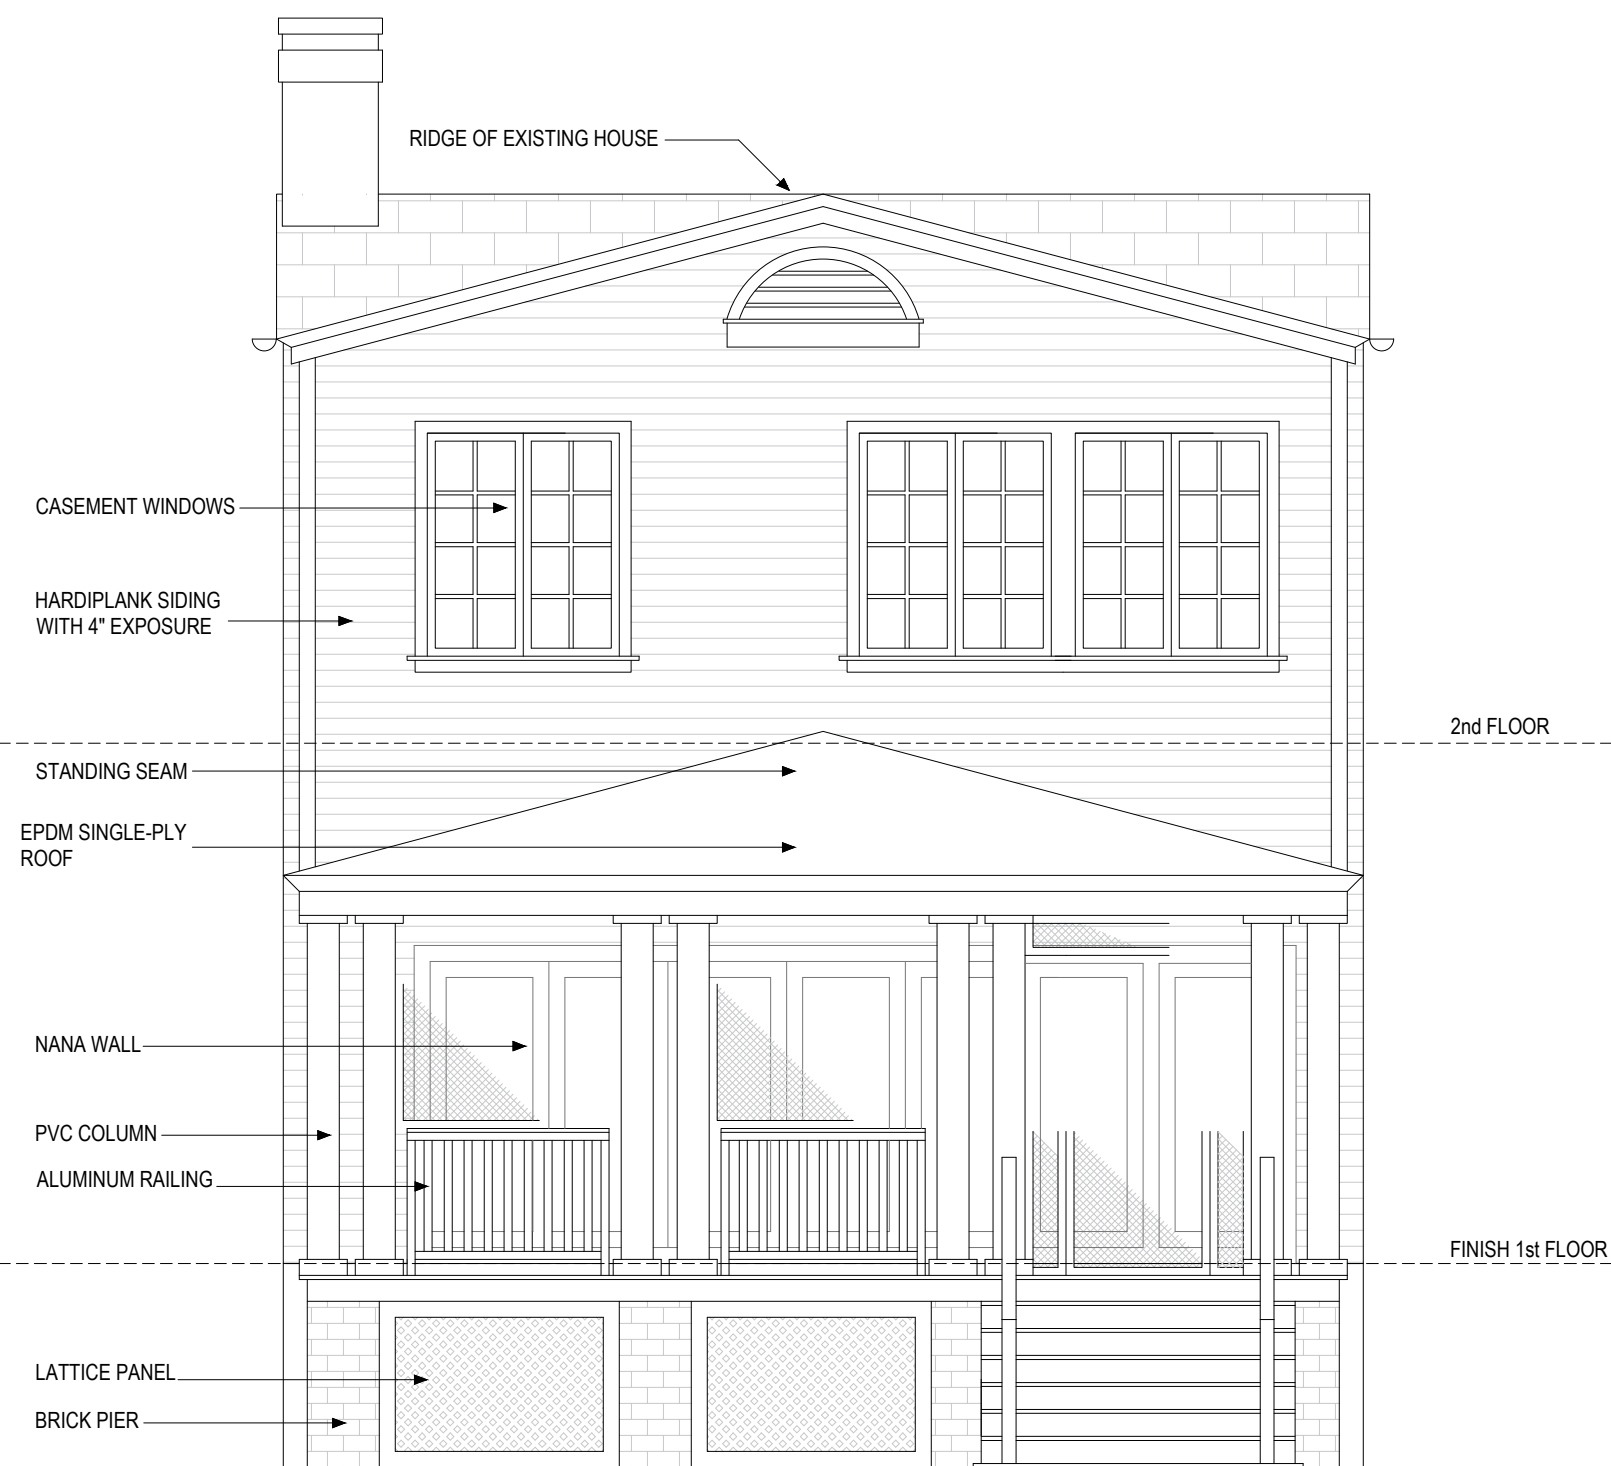 RIDGE OF EXISTING HOUSE
CASEMENT WINDOWS
HARDIPLANK SIDING
WITH 4" EXPOSURE
2nd FLOOR
STANDING SEAM
EPDM SINGLE-PLY
ROOF
NANA WALL
PVC COLUMN
ALUMINUM RAILING
FINISH 1st FLOOR
LATTICE PANEL
BRICK PIER